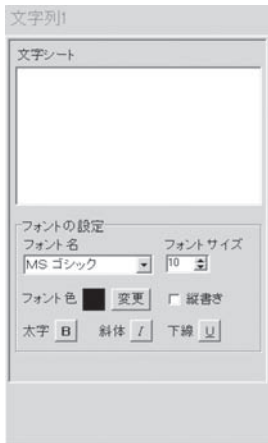 文字列1
文字シート
フォントの設定
フォント名 フォントサイズ
MS ゴシック 10
フォント色 変更 縦書き
太字 B 斜体 I 下線 U